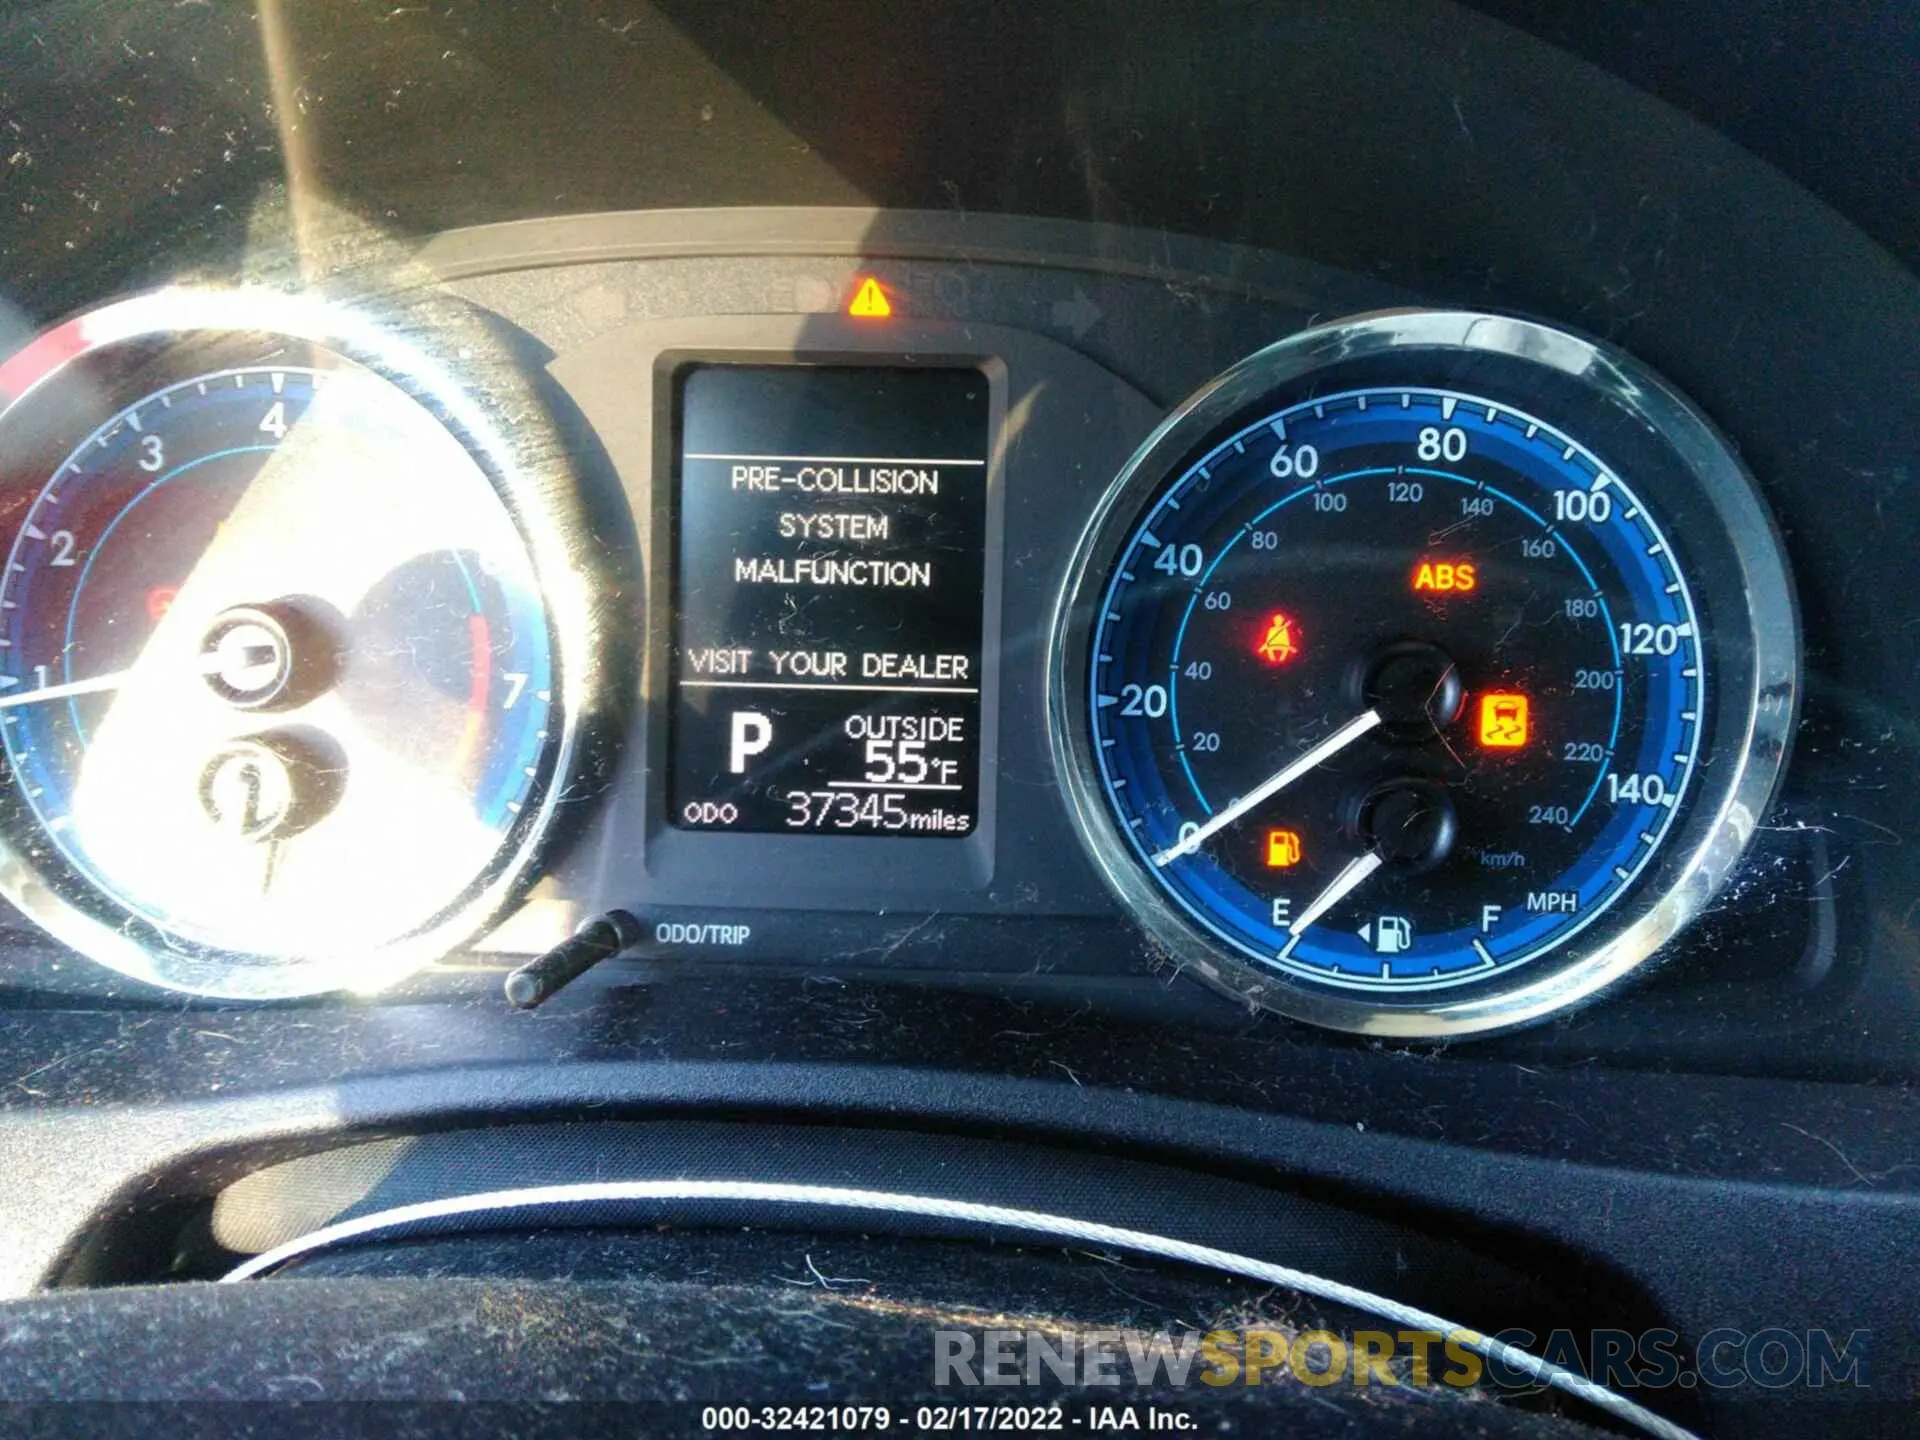 1 2 3 4 7
PRE-COLLISION
SYSTEM
MALFUNCTION
VISIT YOUR DEALER
P OUTSIDE
55°F
ODO 37345 miles
ODO/TRIP
0 20 40 60 80 100 120 140
20 40 60 80 100 120 140 160 180 200 220 240
ABS
km/h
MPH
E F
RENEWSPORTSCARS.COM
000-32421079 - 02/17/2022 - IAA Inc.